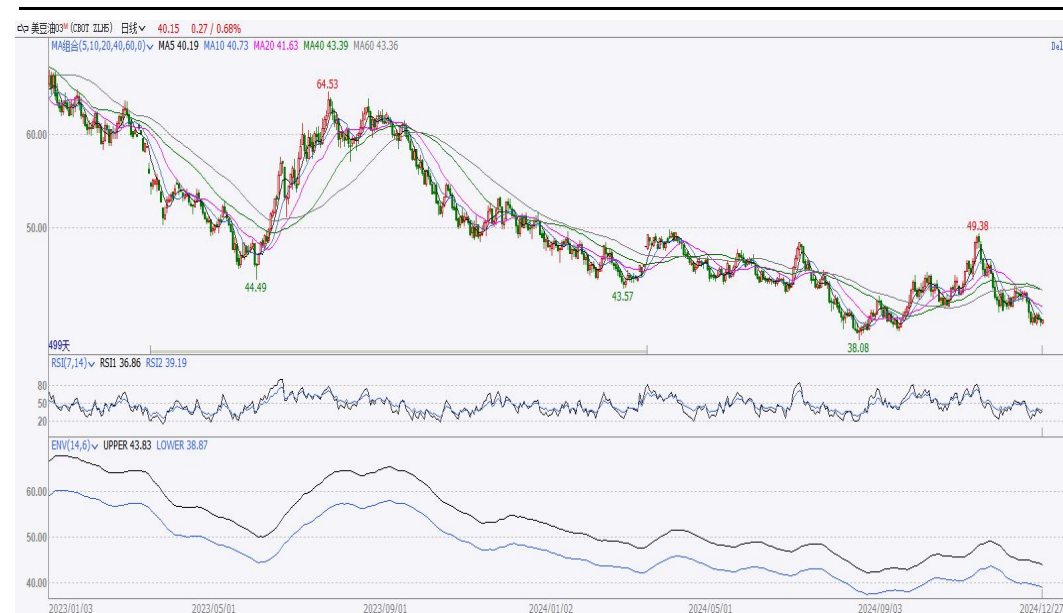 美豆油03ᴹ (CBOT ZLH5) 日线 40.15 0.27 / 0.68%
MA组合(5,10,20,40,60,0) MA5 40.19 MA10 40.73 MA20 41.63 MA40 43.39 MA60 43.36
Del
64.53
60.00
50.00
49.38
44.49
43.57
38.08
499天
RSI(7,14) RSI1 36.86 RSI2 39.19
80
50
20
ENV(14,6) UPPER 43.83 LOWER 38.87
60.00
50.00
40.00
2023/01/03 2023/05/01 2023/09/01 2024/01/02 2024/05/01 2024/09/03 2024/12/27